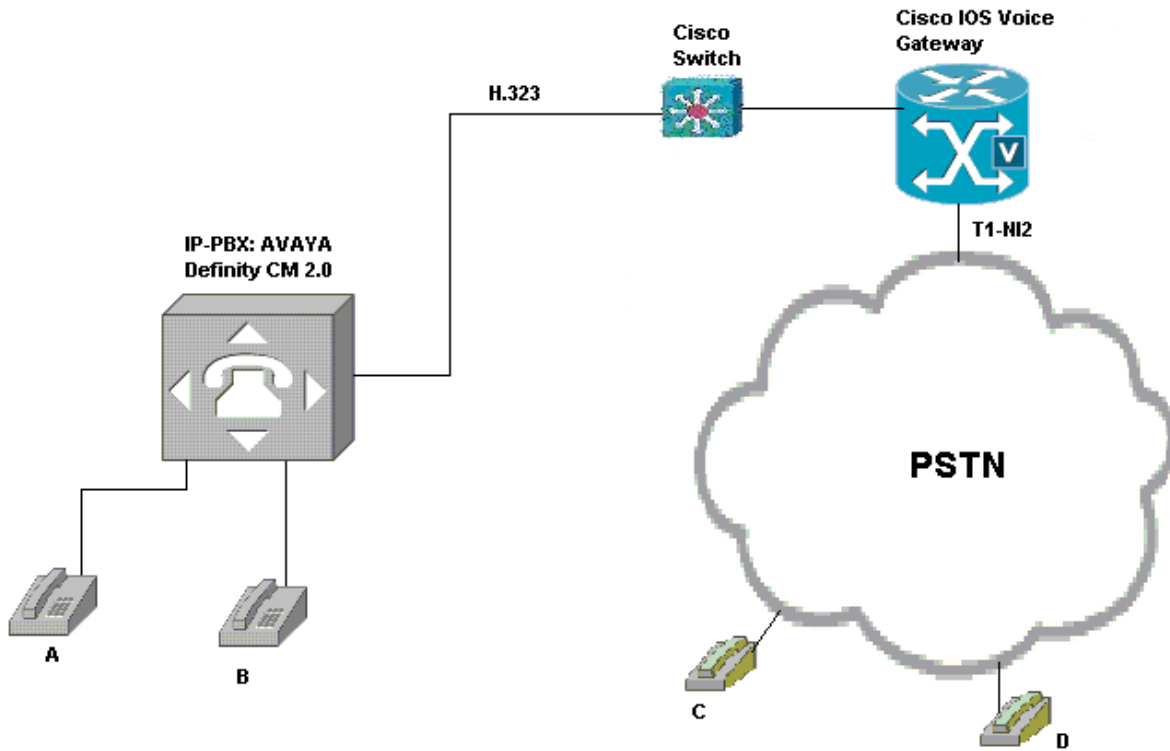 Cisco
Switch
Cisco IOS Voice
Gateway
H.323
V
T1-NI2
IP-PBX: AVAYA
Definity CM 2.0
PSTN
A
B
C
D